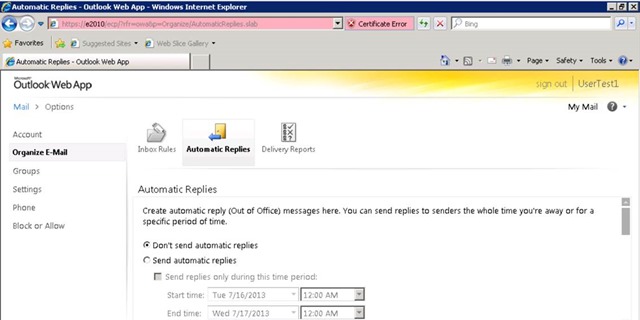 Automatic Replies - Outlook Web App - Windows Internet Explorer
https://e2010/ecp/?rfr=owa&p=Organize/AutomaticReplies.slab
Certificate Error
Bing
Favorites
Suggested Sites
Web Slice Gallery
Automatic Replies - Outlook Web App
Page
Safety
Tools
Microsoft
Outlook Web App
sign out
UserTest1
Mail > Options
My Mail
?
Account
Organize E-Mail
Groups
Settings
Phone
Block or Allow
Inbox Rules
Automatic Replies
Delivery Reports
Automatic Replies
Create automatic reply (Out of Office) messages here. You can send replies to senders the whole time you're away or for a
specific period of time.
Don't send automatic replies
Send automatic replies
Send replies only during this time period:
Start time: Tue 7/16/2013 12:00 AM
End time: Wed 7/17/2013 12:00 AM